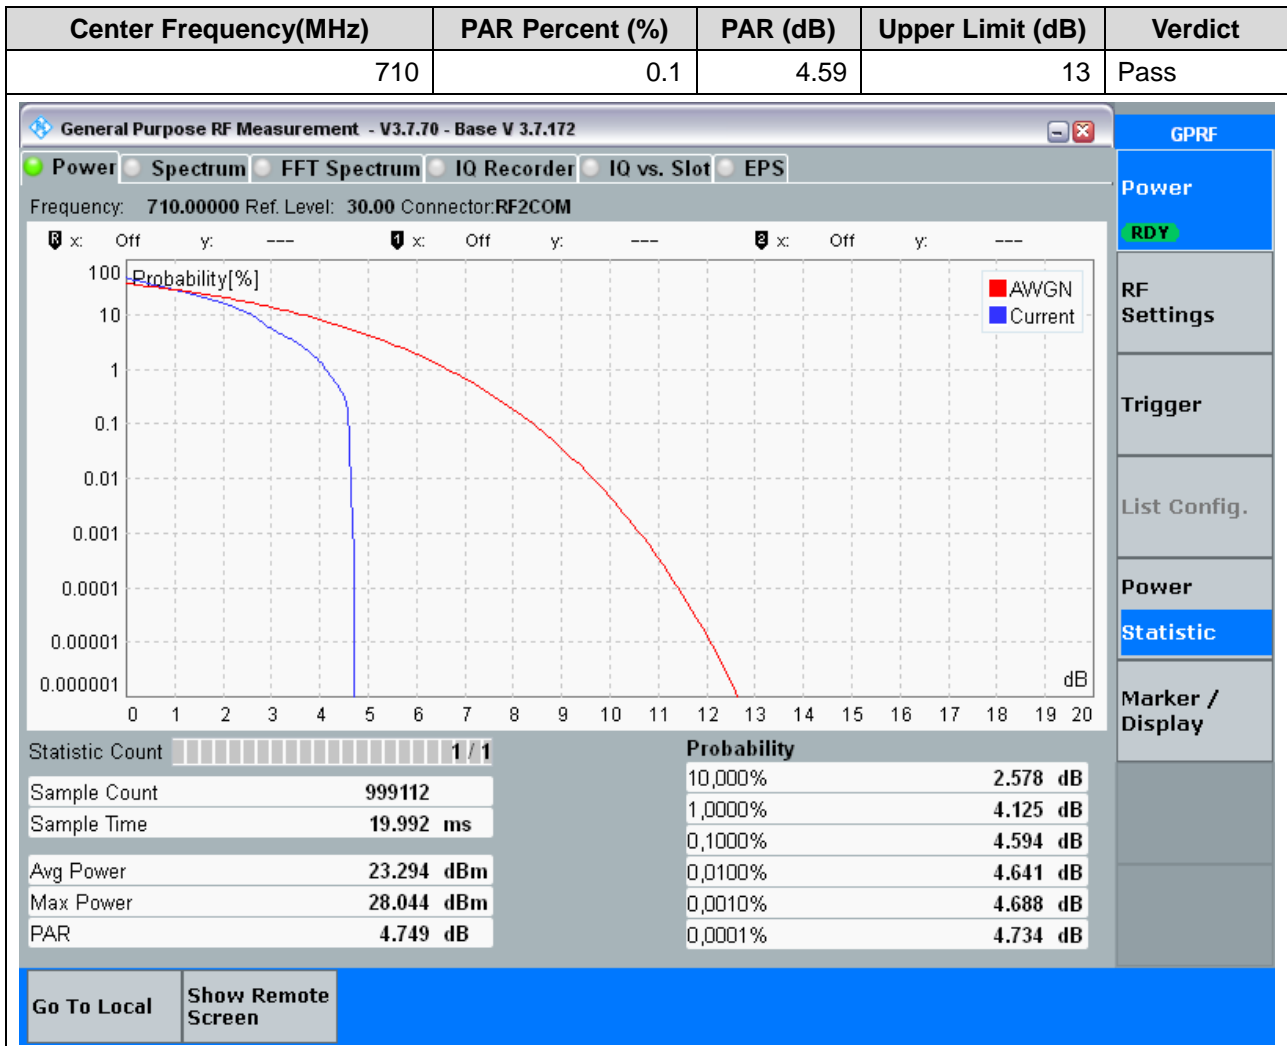 Center Frequency(MHz) PAR Percent (%) PAR (dB) Upper Limit (dB) Verdict
710 0.1 4.59 13 Pass
General Purpose RF Measurement - V3.7.70 - Base V 3.7.172
GPRF
Power Spectrum FFT Spectrum IQ Recorder IQ vs. Slot EPS
Power
RDY
Frequency: 710.00000 Ref. Level: 30.00 Connector:RF2COM
R x: Off y: --- 1 x: Off y: --- 2 x: Off y: ---
Probability[%]
AWGN
Current
100
10
1
0.1
0.01
0.001
0.0001
0.00001
0.000001
dB
0 1 2 3 4 5 6 7 8 9 10 11 12 13 14 15 16 17 18 19 20
RF
Settings
Trigger
List Config.
Power
Statistic
Marker /
Display
Statistic Count 1 / 1
Sample Count 999112
Sample Time 19.992 ms
Avg Power 23.294 dBm
Max Power 28.044 dBm
PAR 4.749 dB
Probability
10,000% 2.578 dB
1,0000% 4.125 dB
0,1000% 4.594 dB
0,0100% 4.641 dB
0,0010% 4.688 dB
0,0001% 4.734 dB
Go To Local
Show Remote
Screen